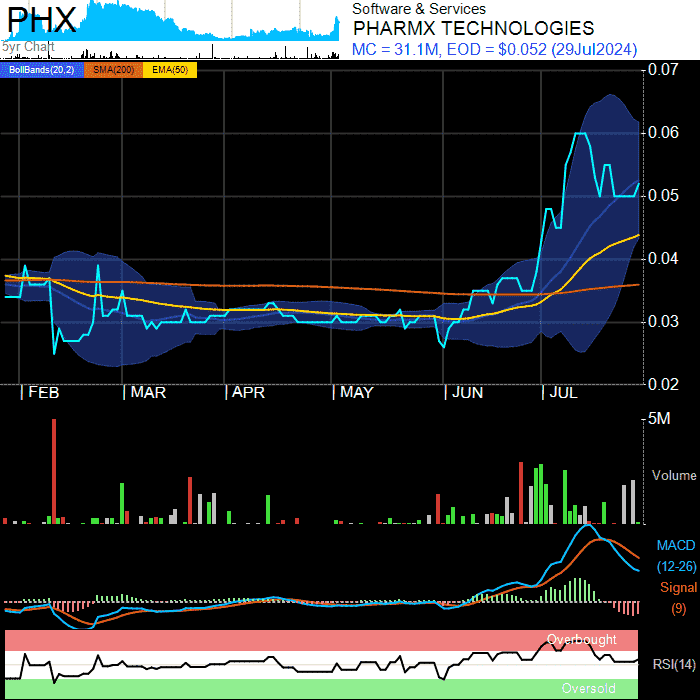 PHX
5yr Chart
Software & Services
PHARMX TECHNOLOGIES
MC = 31.1M, EOD = $0.052 (29Jul2024)
BollBands(20,2) SMA(200) EMA(50)
0.07
0.06
0.05
0.04
0.03
0.02
FEB MAR APR MAY JUN JUL
5M
Volume
MACD
(12-26)
Signal
(9)
Overbought
RSI(14)
Oversold